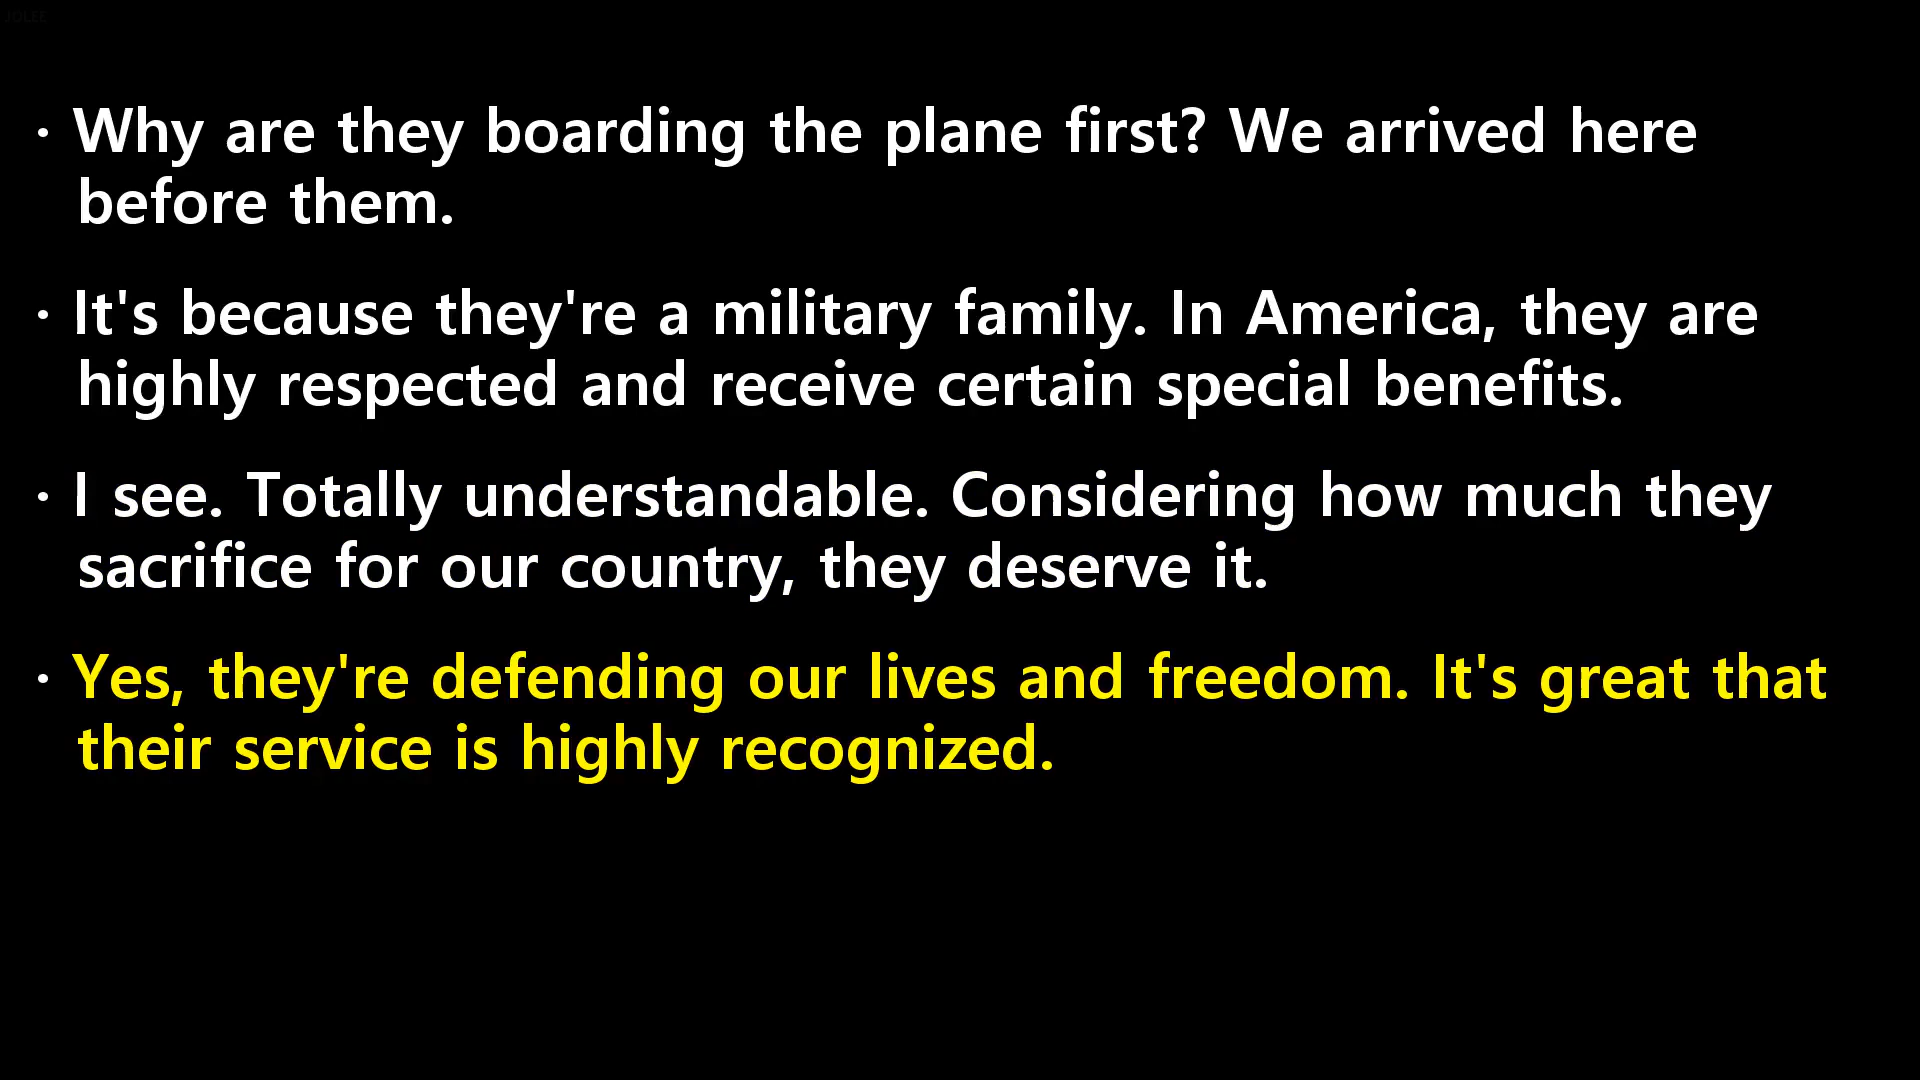 JOLEE
· Why are they boarding the plane first? We arrived here
before them.
· It's because they're a military family. In America, they are
highly respected and receive certain special benefits.
· I see. Totally understandable. Considering how much they
sacrifice for our country, they deserve it.
· Yes, they're defending our lives and freedom. It's great that
their service is highly recognized.